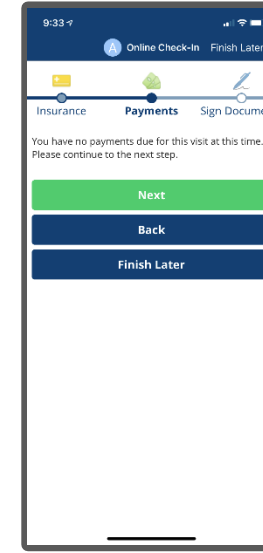 9:33
A Online Check-In Finish Later
Insurance Payments Sign Docume
You have no payments due for this visit at this time.
Please continue to the next step.
Next
Back
Finish Later